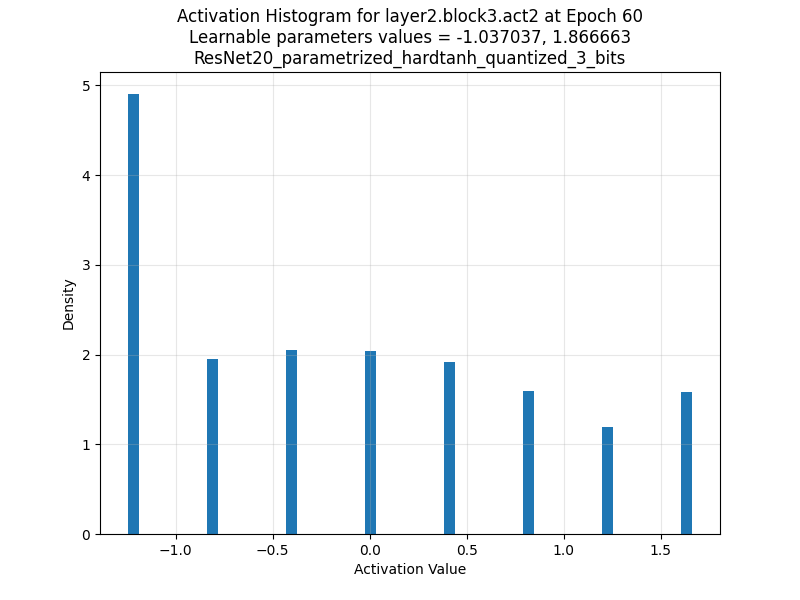 Activation Histogram for layer2.block3.act2 at Epoch 60
Learnable parameters values = -1.037037, 1.866663
ResNet20_parametrized_hardtanh_quantized_3_bits
5
4
3
2
1
0
Density
−1.0 −0.5 0.0 0.5 1.0 1.5
Activation Value